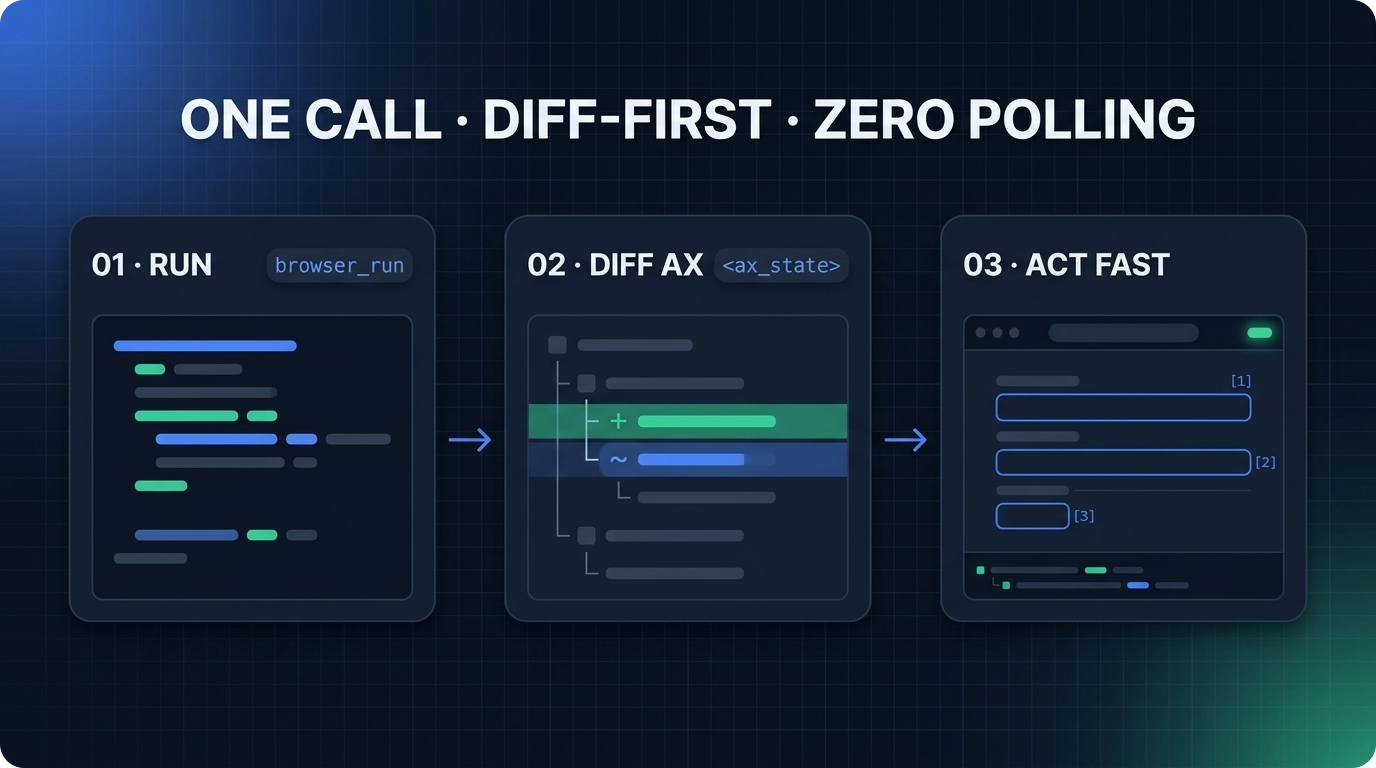 ONE CALL · DIFF-FIRST · ZERO POLLING
01 · RUN
browser_run
02 · DIFF AX
<ax_state>
03 · ACT FAST
+
~
[1]
[2]
[3]